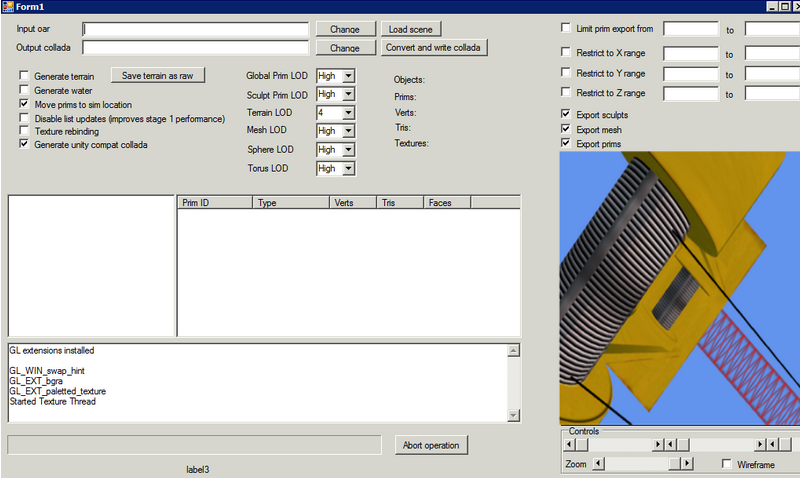 Form1
Input oar Change Load scene
Output collada Change Convert and write collada
Generate terrain Save terrain as raw
Generate water
Move prims to sim location
Disable list updates (improves stage 1 performance)
Texture rebinding
Generate unity compat collada
Global Prim LOD High
Sculpt Prim LOD High
Terrain LOD 4
Mesh LOD High
Sphere LOD High
Torus LOD High
Objects:
Prims:
Verts:
Tris:
Textures:
Limit prim export from to
Restrict to X range to
Restrict to Y range to
Restrict to Z range to
Export sculpts
Export mesh
Export prims
Prim ID Type Verts Tris Faces
GL extensions installed
GL_WIN_swap_hint
GL_EXT_bgra
GL_EXT_paletted_texture
Started Texture Thread
Abort operation
label3
Controls
Zoom Wireframe